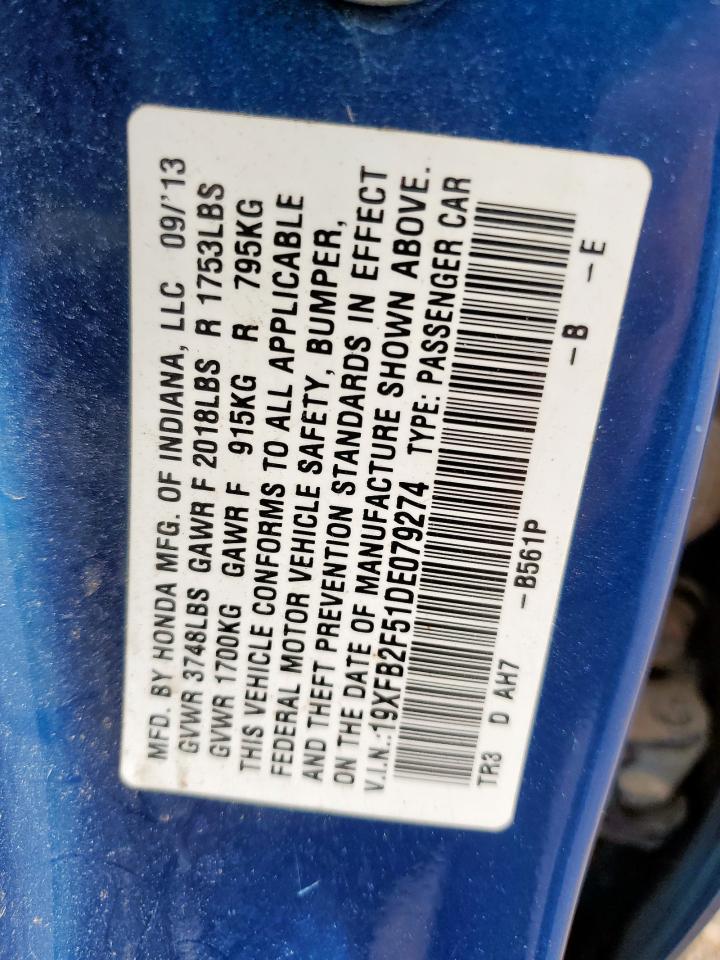 MFD. BY HONDA MFG. OF INDIANA, LLC 09/'13
GVWR 3748LBS GAWR F 2018LBS R 1753LBS
GVWR 1700KG GAWR F 915KG R 795KG
THIS VEHICLE CONFORMS TO ALL APPLICABLE
FEDERAL MOTOR VEHICLE SAFETY, BUMPER,
AND THEFT PREVENTION STANDARDS IN EFFECT
ON THE DATE OF MANUFACTURE SHOWN ABOVE.
V.I.N.:19XFB2F51DE079274 TYPE: PASSENGER CAR
TR3 D AH7 -B561P -B -E